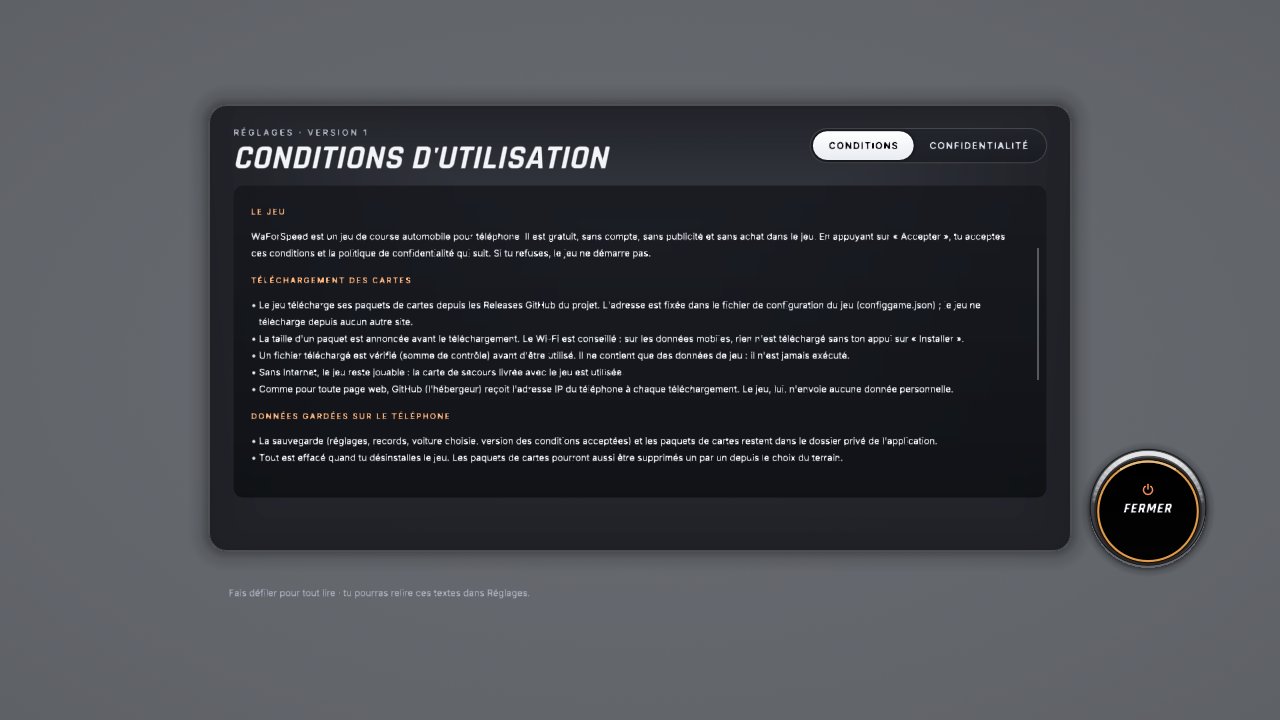 RÉGLAGES · VERSION 1
CONDITIONS D'UTILISATION
CONDITIONS
CONFIDENTIALITÉ
LE JEU
WaForSpeed est un jeu de course automobile pour téléphone. Il est gratuit, sans compte, sans publicité et sans achat dans le jeu. En appuyant sur « Accepter », tu acceptes
ces conditions et la politique de confidentialité qui suit. Si tu refuses, le jeu ne démarre pas.
TÉLÉCHARGEMENT DES CARTES
• Le jeu télécharge ses paquets de cartes depuis les Releases GitHub du projet. L'adresse est fixée dans le fichier de configuration du jeu (configgame.json) ; le jeu ne
télécharge depuis aucun autre site.
• La taille d'un paquet est annoncée avant le téléchargement. Le Wi-Fi est conseillé : sur les données mobiles, rien n'est téléchargé sans ton appui sur « Installer ».
• Un fichier téléchargé est vérifié (somme de contrôle) avant d'être utilisé. Il ne contient que des données de jeu : il n'est jamais exécuté.
• Sans Internet, le jeu reste jouable : la carte de secours livrée avec le jeu est utilisée.
• Comme pour toute page web, GitHub (l'hébergeur) reçoit l'adresse IP du téléphone à chaque téléchargement. Le jeu, lui, n'envoie aucune donnée personnelle.
DONNÉES GARDÉES SUR LE TÉLÉPHONE
• La sauvegarde (réglages, records, voiture choisie, version des conditions acceptées) et les paquets de cartes restent dans le dossier privé de l'application.
• Tout est effacé quand tu désinstalles le jeu. Les paquets de cartes pourront aussi être supprimés un par un depuis le choix du terrain.
FERMER
Fais défiler pour tout lire · tu pourras relire ces textes dans Réglages.